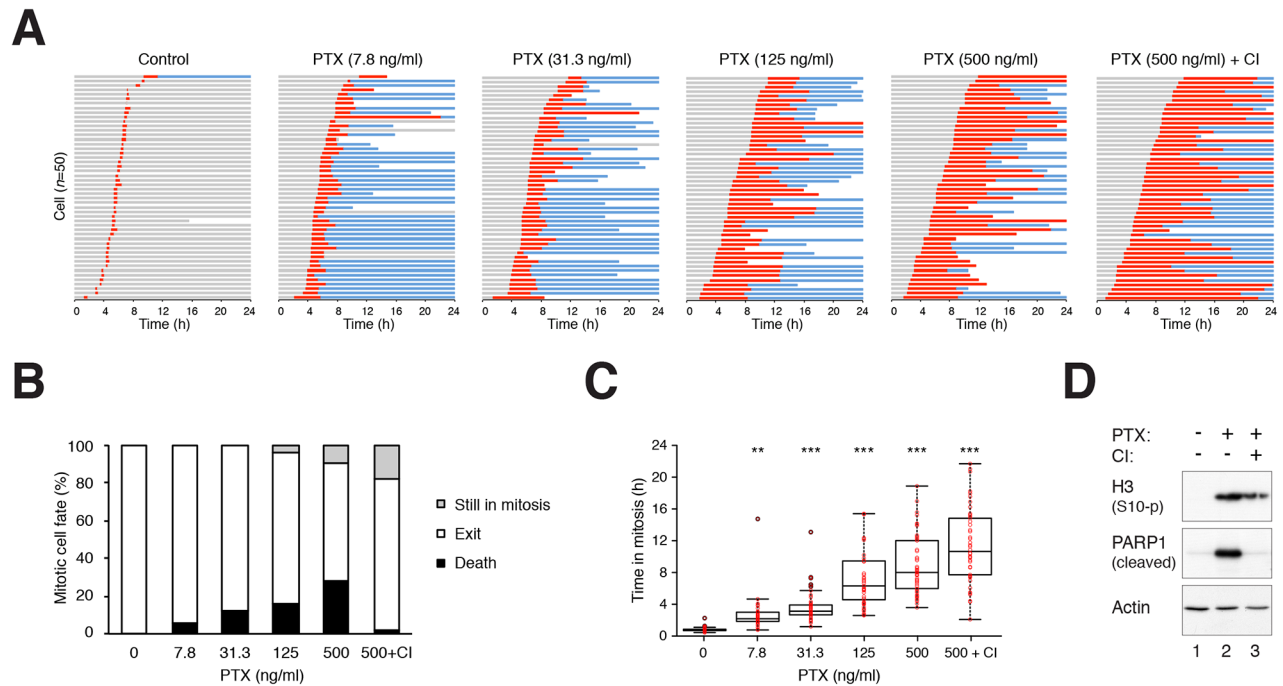 A
Control
PTX (7.8 ng/ml)
PTX (31.3 ng/ml)
PTX (125 ng/ml)
PTX (500 ng/ml)
PTX (500 ng/ml) + CI
Cell (n=50)
0 4 8 12 16 20 24
0 4 8 12 16 20 24
0 4 8 12 16 20 24
0 4 8 12 16 20 24
0 4 8 12 16 20 24
0 4 8 12 16 20 24
Time (h)
Time (h)
Time (h)
Time (h)
Time (h)
Time (h)
B
Mitotic cell fate (%)
100
80
60
40
20
0
0 7.8 31.3 125 500 500+CI
PTX (ng/ml)
Still in mitosis
Exit
Death
C
Time in mitosis (h)
24
20
16
12
8
4
0
** *** *** *** ***
0 7.8 31.3 125 500 500 + CI
PTX (ng/ml)
D
PTX: - + +
CI: - - +
H3
(S10-p)
PARP1
(cleaved)
Actin
1 2 3